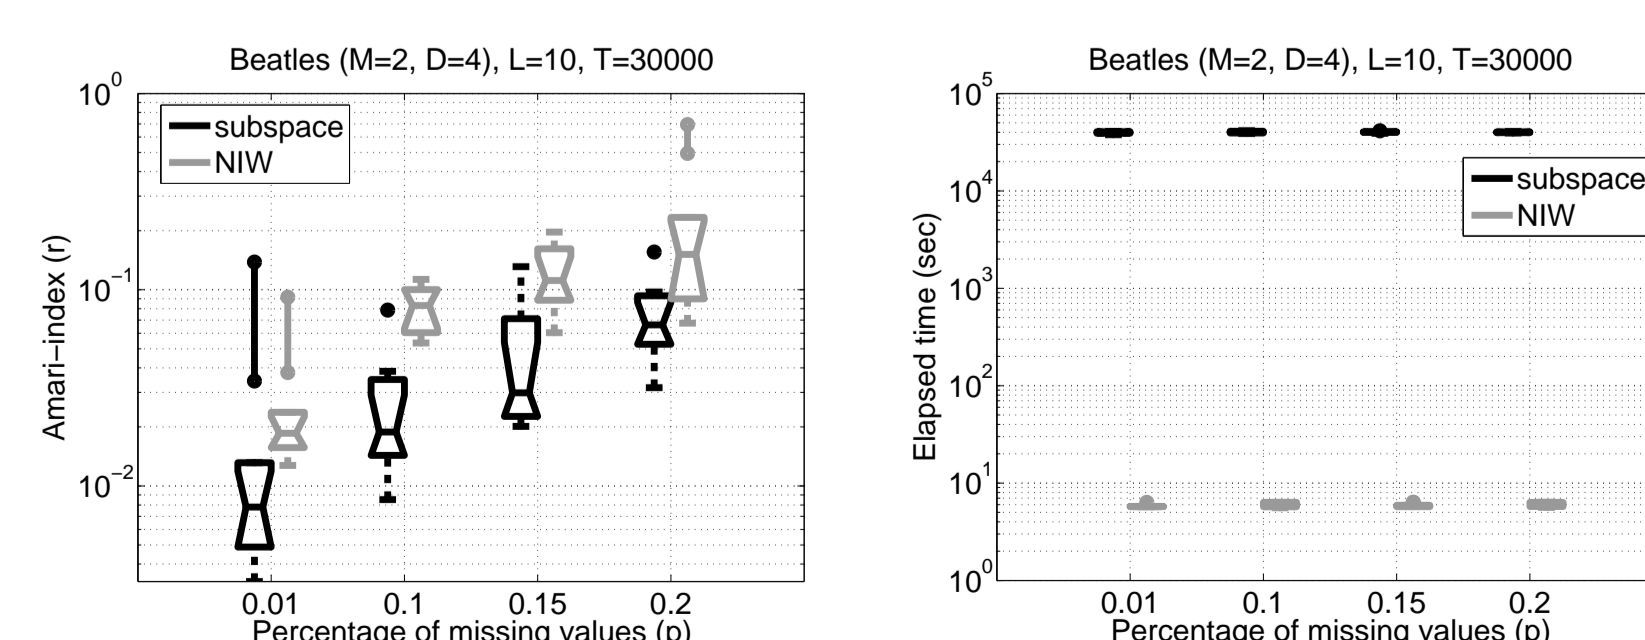 Beatles (M=2, D=4), L=10, T=30000
10^0
10^−1
10^−2
Amari−index (r)
subspace
NIW
0.01 0.1 0.15 0.2
Percentage of missing values (p)
Beatles (M=2, D=4), L=10, T=30000
10^5
10^4
10^3
10^2
10^1
10^0
Elapsed time (sec)
subspace
NIW
0.01 0.1 0.15 0.2
Percentage of missing values (p)